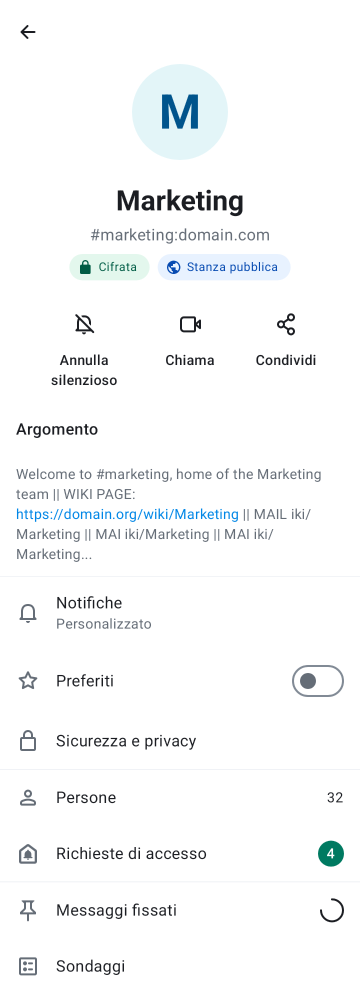 M
Marketing
#marketing:domain.com
Cifrata
Stanza pubblica
Annulla
silenzioso
Chiama
Condividi
Argomento
Welcome to #marketing, home of the Marketing
team || WIKI PAGE:
https://domain.org/wiki/Marketing || MAIL iki/
Marketing || MAI iki/Marketing || MAI iki/
Marketing...
Notifiche
Personalizzato
Preferiti
Sicurezza e privacy
Persone 32
Richieste di accesso 4
Messaggi fissati
Sondaggi